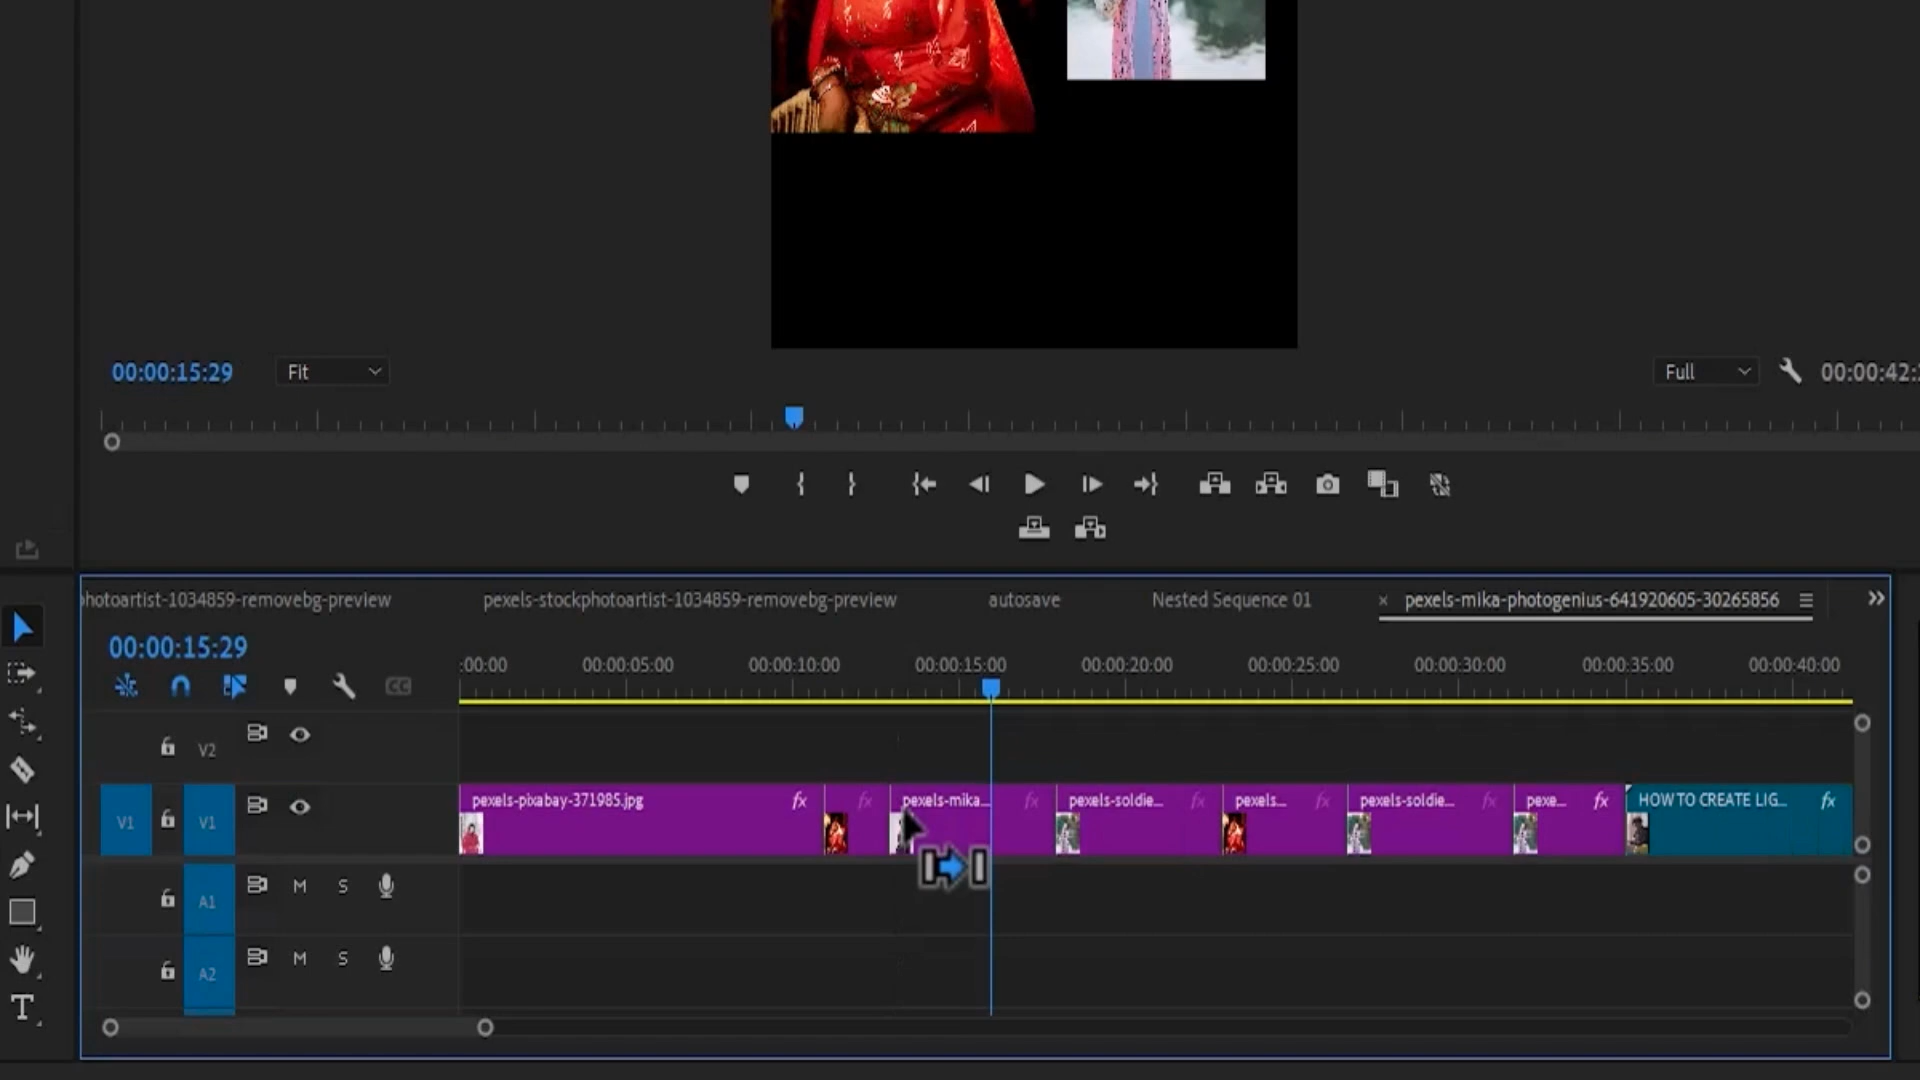 00:00:15:29
Fit
Full
00:00:42:
photoartist-1034859-removebg-preview
pexels-stockphotoartist-1034859-removebg-preview
autosave
Nested Sequence 01
× pexels-mika-photogenius-641920605-30265856
00:00:15:29
:00:00
00:00:05:00
00:00:10:00
00:00:15:00
00:00:20:00
00:00:25:00
00:00:30:00
00:00:35:00
00:00:40:00
CC
V2
V1
V1
pexels-pixabay-371985.jpg fx
fx
pexels-mika... fx
pexels-soldie... fx
pexels... fx
pexels-soldie... fx
pexe... fx
HOW TO CREATE LIG... fx
A1
M S
A2
M S
T